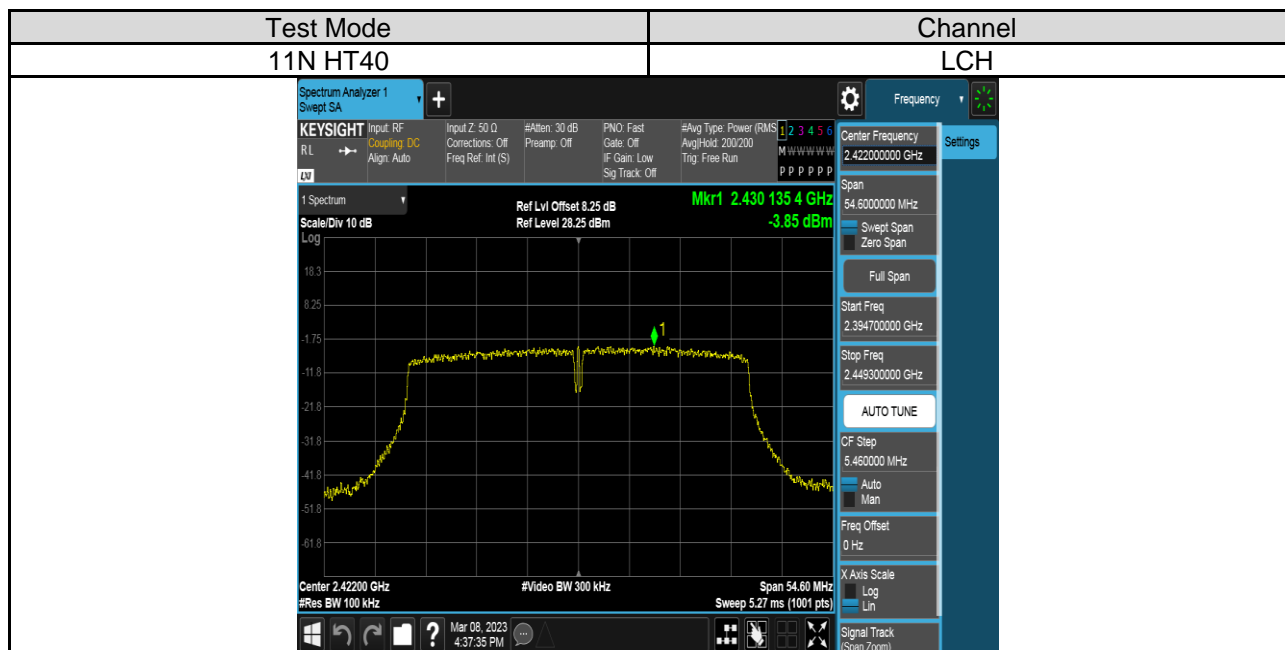 Test Mode Channel
11N HT40 LCH
Spectrum Analyzer 1
Swept SA
+
Frequency
KEYSIGHT
RL
LXI
Input: RF
Coupling: DC
Align: Auto
Input Z: 50 Ω
Corrections: Off
Freq Ref: Int (S)
#Atten: 30 dB
Preamp: Off
PNO: Fast
Gate: Off
IF Gain: Low
Sig Track: Off
#Avg Type: Power (RMS
Avg|Hold: 200/200
Trig: Free Run
1 2 3 4 5 6
M W W W W W
P P P P P P
1 Spectrum
Scale/Div 10 dB
Log
Ref Lvl Offset 8.25 dB
Ref Level 28.25 dBm
Mkr1 2.430 135 4 GHz
-3.85 dBm
18.3
8.25
-1.75
-11.8
-21.8
-31.8
-41.8
-51.8
-61.8
1
Center 2.42200 GHz
#Res BW 100 kHz
#Video BW 300 kHz
Span 54.60 MHz
Sweep 5.27 ms (1001 pts)
?
Mar 08, 2023
4:37:35 PM
Center Frequency
2.422000000 GHz
Settings
Span
54.6000000 MHz
Swept Span
Zero Span
Full Span
Start Freq
2.394700000 GHz
Stop Freq
2.449300000 GHz
AUTO TUNE
CF Step
5.460000 MHz
Auto
Man
Freq Offset
0 Hz
X Axis Scale
Log
Lin
Signal Track
(Span Zoom)